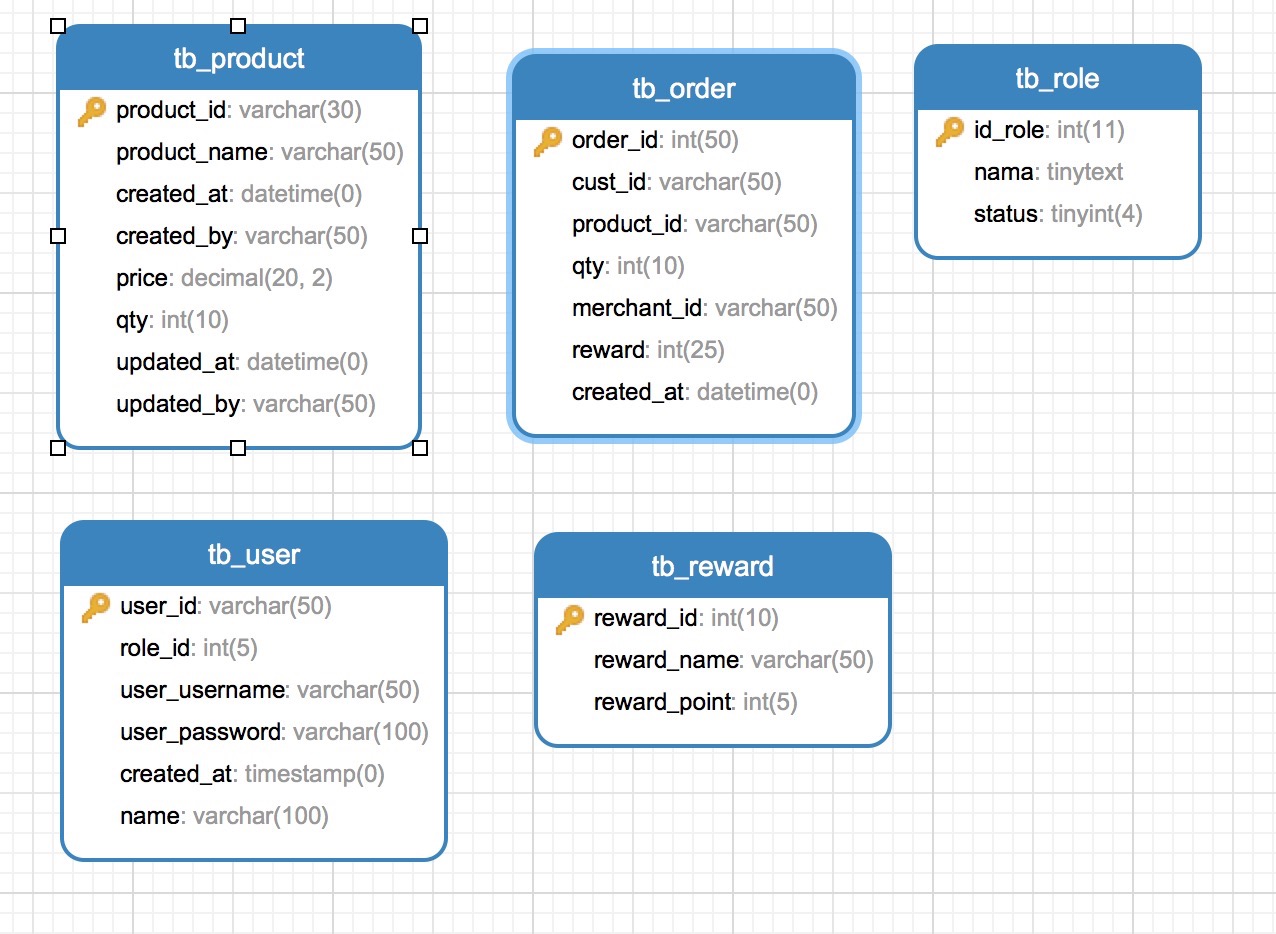 tb_product
product_id: varchar(30)
product_name: varchar(50)
created_at: datetime(0)
created_by: varchar(50)
price: decimal(20, 2)
qty: int(10)
updated_at: datetime(0)
updated_by: varchar(50)
tb_order
order_id: int(50)
cust_id: varchar(50)
product_id: varchar(50)
qty: int(10)
merchant_id: varchar(50)
reward: int(25)
created_at: datetime(0)
tb_role
id_role: int(11)
nama: tinytext
status: tinyint(4)
tb_user
user_id: varchar(50)
role_id: int(5)
user_username: varchar(50)
user_password: varchar(100)
created_at: timestamp(0)
name: varchar(100)
tb_reward
reward_id: int(10)
reward_name: varchar(50)
reward_point: int(5)